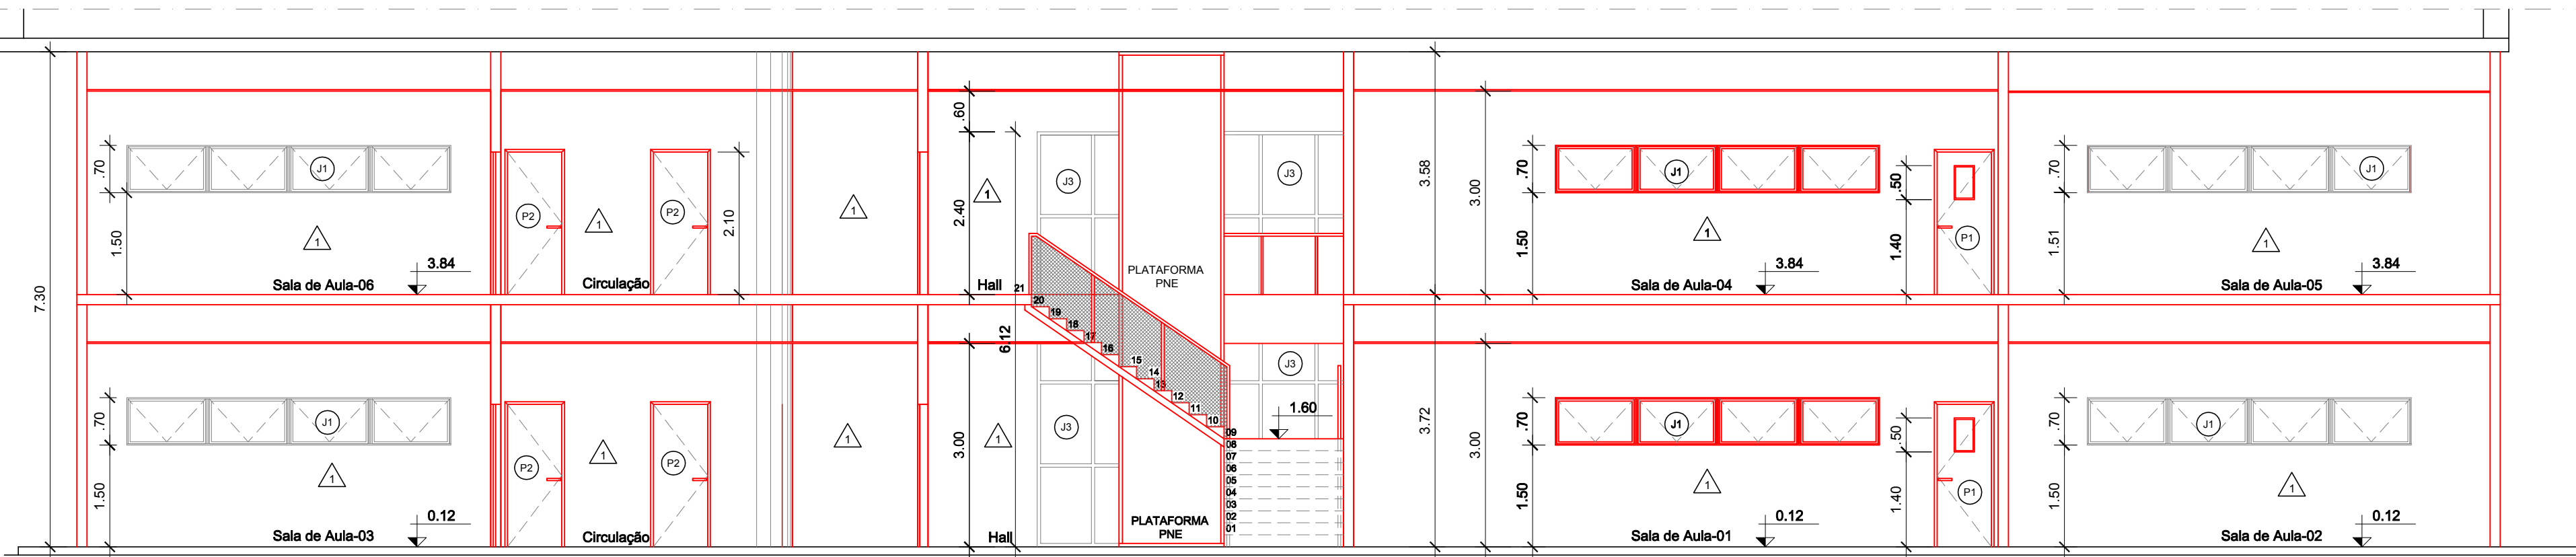 .60
.70
J1
J3
J3
3.58
3.00
.70
J1
.50
.70
J1
P2
P2
1
1
2.10
1
2.40
1
1.50
1
1.50
1
1.40
P1
1.51
1
7.30
Sala de Aula-06
3.84
Circulação
Hall
21
PLATAFORMA
PNE
Sala de Aula-04
3.84
Sala de Aula-05
3.84
20
19
18
17
16
15
14
13
12
11
10
09
08
07
06
05
04
03
02
01
6.12
J3
1.60
.70
J1
J3
3.72
3.00
.70
J1
.50
.70
J1
P2
P2
1
1
3.00
1
1.50
1
1.50
1
1.40
P1
1.50
1
Sala de Aula-03
0.12
Circulação
Hall
PLATAFORMA
PNE
Sala de Aula-01
0.12
Sala de Aula-02
0.12